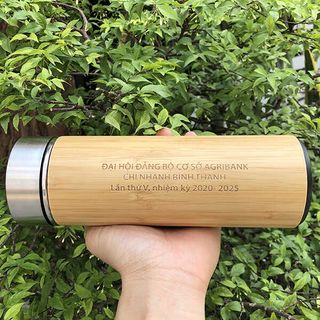 ĐẠI HỘI ĐẢNG BỘ CƠ SỞ AGRIBANK
CHI NHÁNH BÌNH THẠNH
Lần thứ V, nhiệm kỳ 2020- 2025